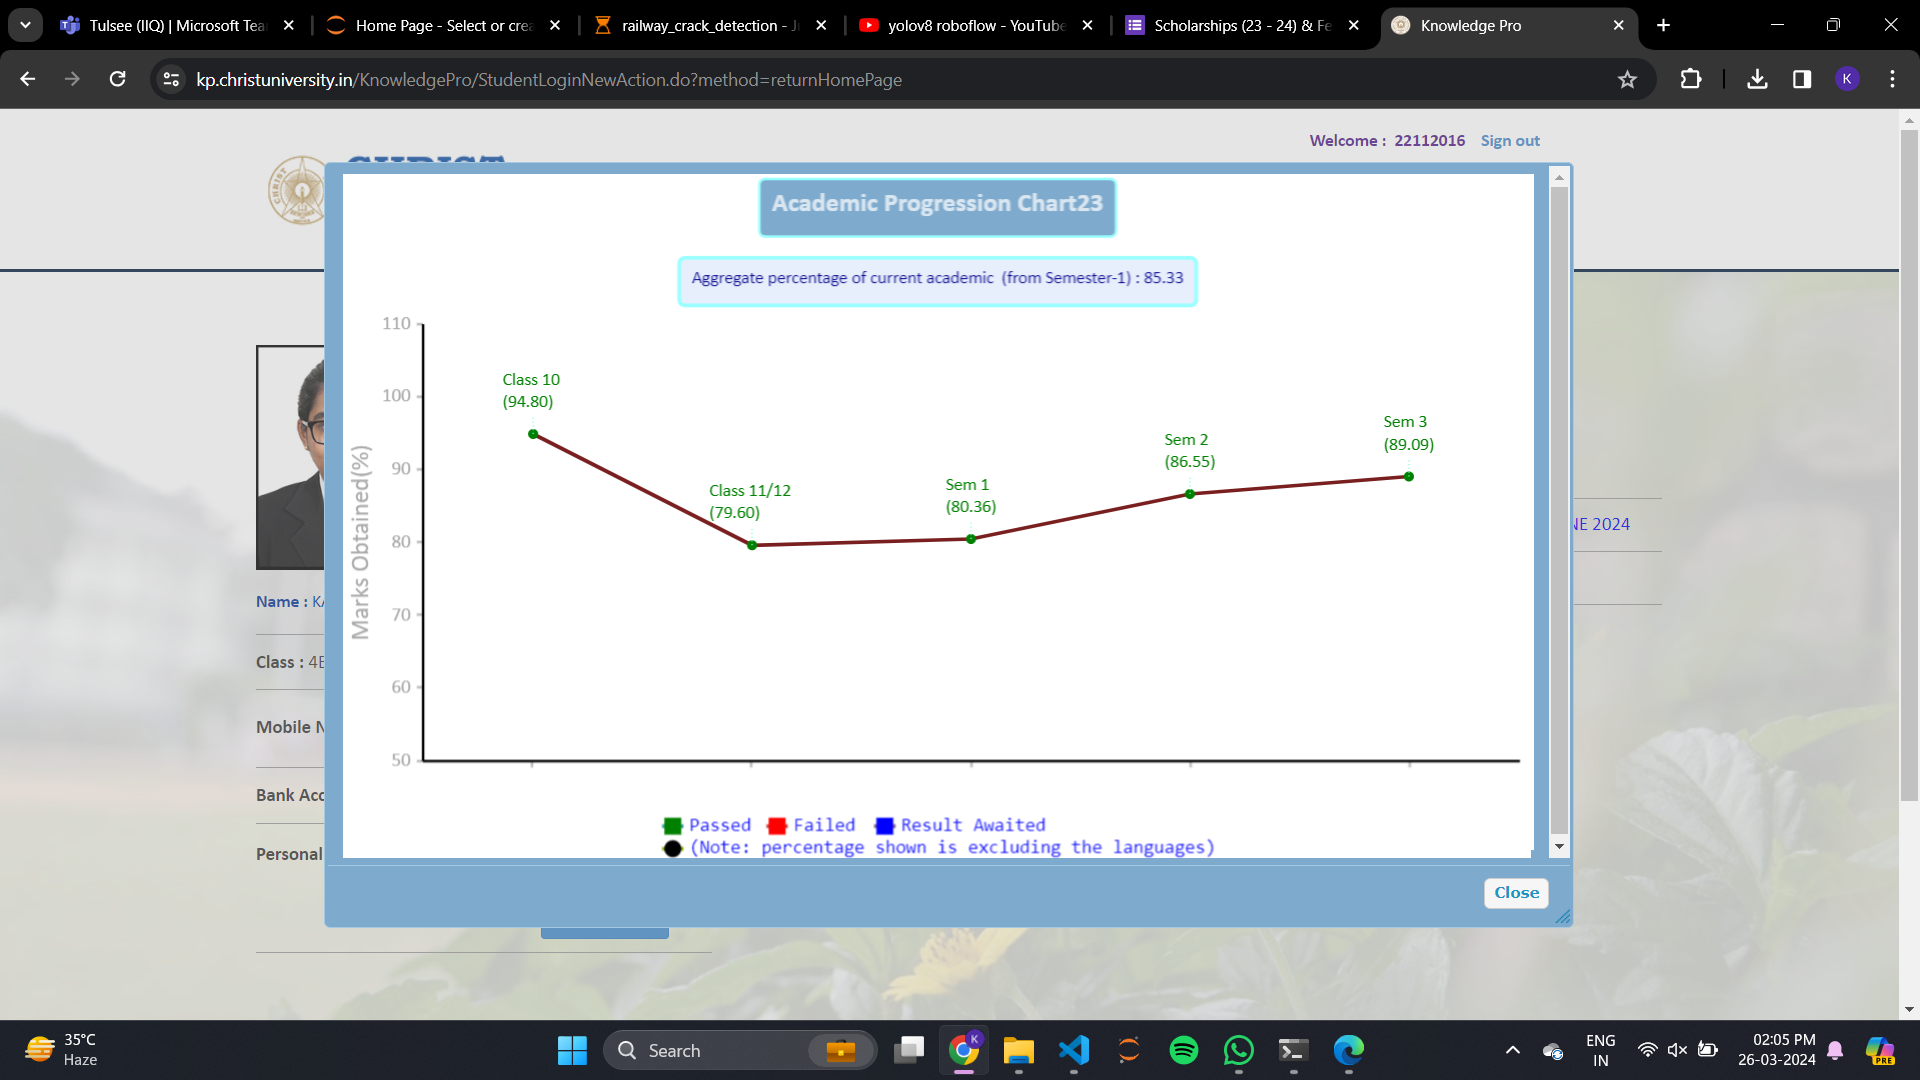 Tulsee (IIQ) | Microsoft Tea
Home Page - Select or crea
railway_crack_detection - Ju
yolov8 roboflow - YouTube
Scholarships (23 - 24) & Fe
Knowledge Pro
kp.christuniversity.in/KnowledgePro/StudentLoginNewAction.do?method=returnHomePage
K
Welcome : 22112016 Sign out
CHRIST
Academic Progression Chart23
Aggregate percentage of current academic (from Semester-1) : 85.33
110
100
90
80
70
60
50
Marks Obtained(%)
Class 10
(94.80)
Class 11/12
(79.60)
Sem 1
(80.36)
Sem 2
(86.55)
Sem 3
(89.09)
Passed Failed Result Awaited
(Note: percentage shown is excluding the languages)
Close
NE 2024
Name : KA
Class : 4B
Mobile N
Bank Acc
Personal
35°C
Haze
Search
K
ENG
IN
02:05 PM
26-03-2024
PRE